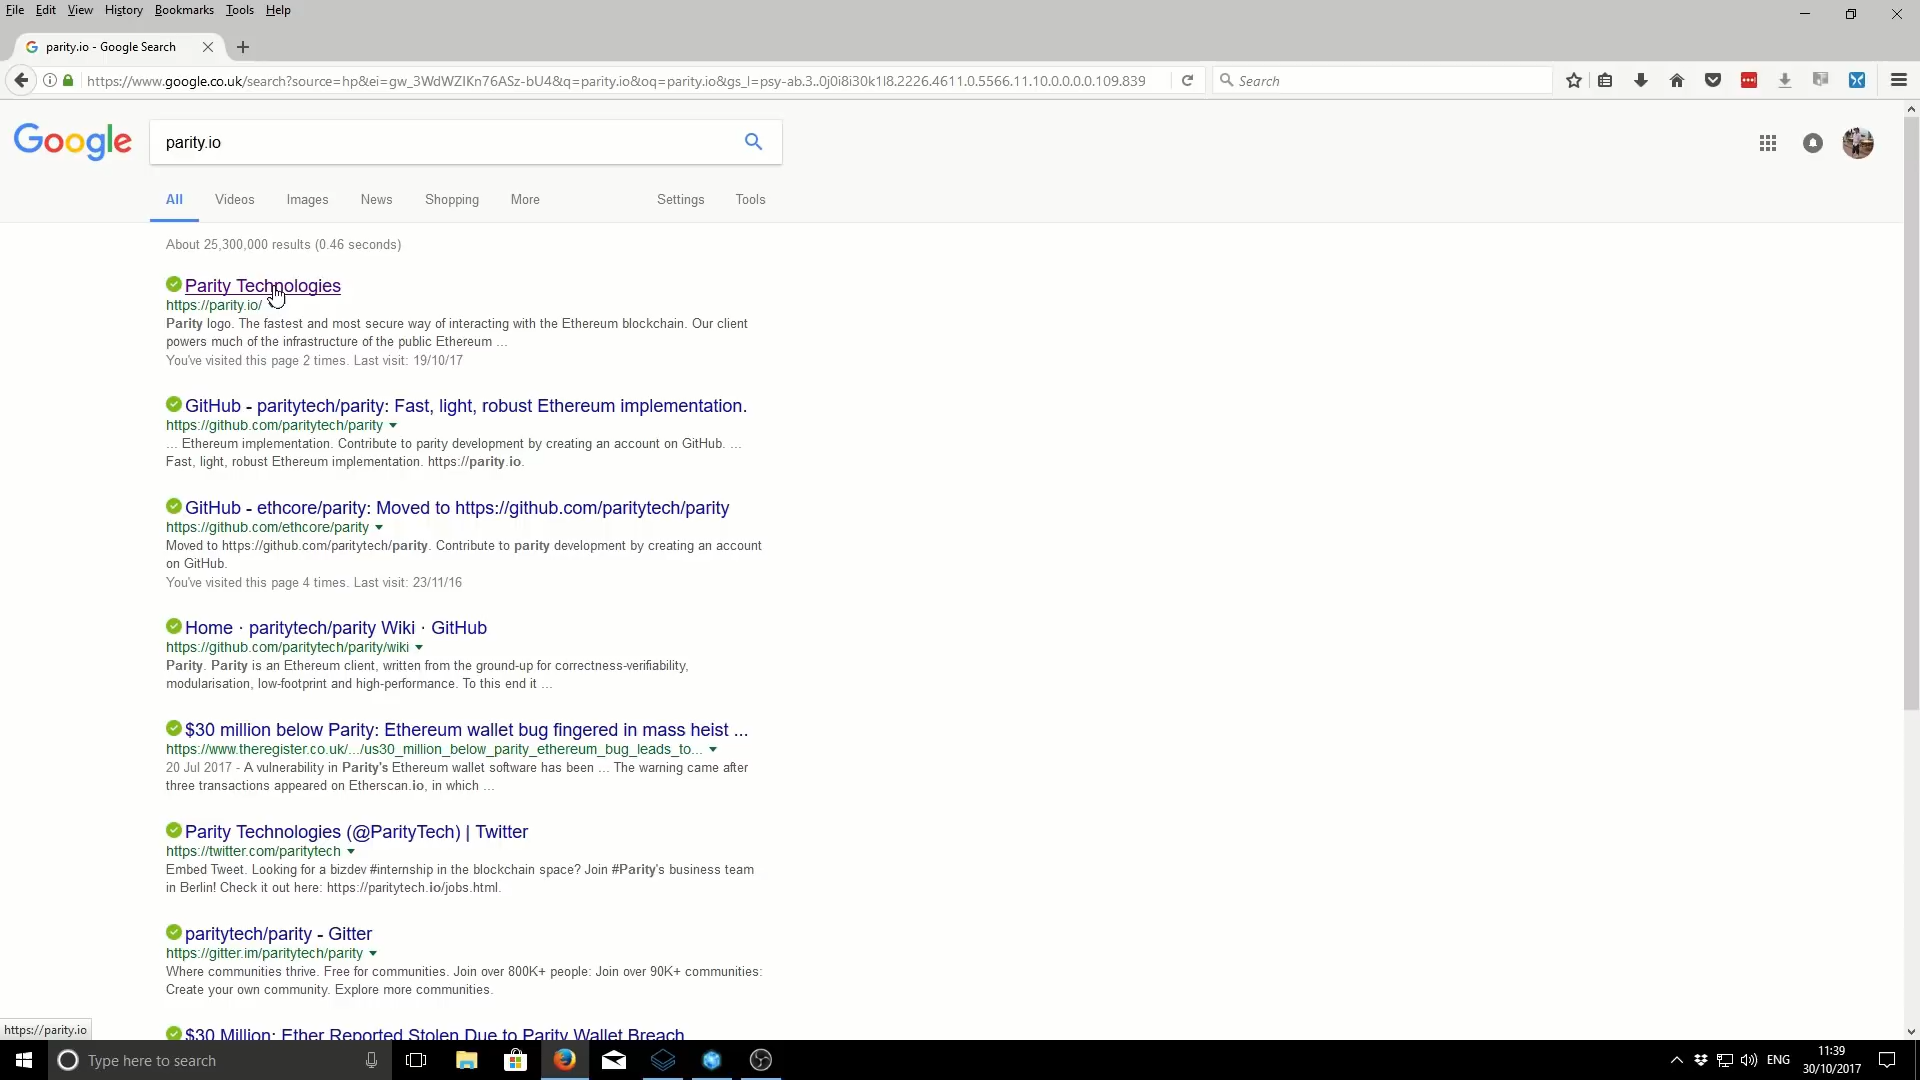 File Edit View History Bookmarks Tools Help
parity.io - Google Search
https://www.google.co.uk/search?source=hp&ei=gw_3WdWZIKn76ASz-bU4&q=parity.io&oq=parity.io&gs_l=psy-ab.3..0j0i8i30k1l8.2226.4611.0.5566.11.10.0.0.0.0.109.839
Search
Google
parity.io
All Videos Images News Shopping More Settings Tools
About 25,300,000 results (0.46 seconds)
Parity Technologies
https://parity.io/
Parity logo. The fastest and most secure way of interacting with the Ethereum blockchain. Our client
powers much of the infrastructure of the public Ethereum ...
You've visited this page 2 times. Last visit: 19/10/17
GitHub - paritytech/parity: Fast, light, robust Ethereum implementation.
https://github.com/paritytech/parity
... Ethereum implementation. Contribute to parity development by creating an account on GitHub. ...
Fast, light, robust Ethereum implementation. https://parity.io.
GitHub - ethcore/parity: Moved to https://github.com/paritytech/parity
https://github.com/ethcore/parity
Moved to https://github.com/paritytech/parity. Contribute to parity development by creating an account
on GitHub.
You've visited this page 4 times. Last visit: 23/11/16
Home · paritytech/parity Wiki · GitHub
https://github.com/paritytech/parity/wiki
Parity. Parity is an Ethereum client, written from the ground-up for correctness-verifiability,
modularisation, low-footprint and high-performance. To this end it ...
$30 million below Parity: Ethereum wallet bug fingered in mass heist ...
https://www.theregister.co.uk/.../us30_million_below_parity_ethereum_bug_leads_to...
20 Jul 2017 - A vulnerability in Parity's Ethereum wallet software has been ... The warning came after
three transactions appeared on Etherscan.io, in which ...
Parity Technologies (@ParityTech) | Twitter
https://twitter.com/paritytech
Embed Tweet. Looking for a bizdev #internship in the blockchain space? Join #Parity's business team
in Berlin! Check it out here: https://paritytech.io/jobs.html.
paritytech/parity - Gitter
https://gitter.im/paritytech/parity
Where communities thrive. Free for communities. Join over 800K+ people: Join over 90K+ communities:
Create your own community. Explore more communities.
https://parity.io
$30 Million: Ether Reported Stolen Due to Parity Wallet Breach
Type here to search
ENG
11:39
30/10/2017